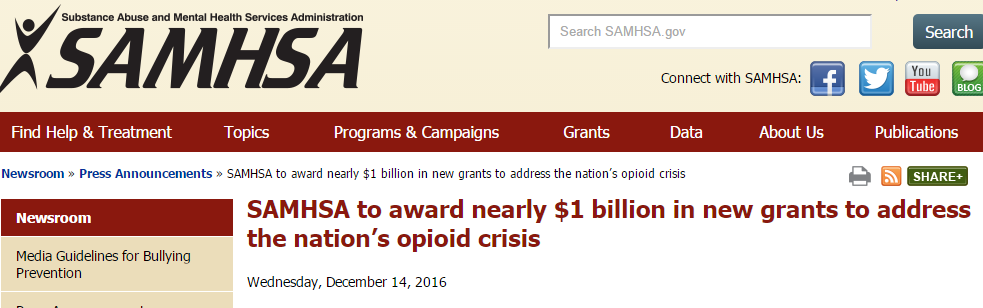 Substance Abuse and Mental Health Services Administration
SAMHSA
Search SAMHSA.gov
Search
Connect with SAMHSA:
You
Tube
BLOG
Find Help & Treatment Topics Programs & Campaigns Grants Data About Us Publications
Newsroom » Press Announcements » SAMHSA to award nearly $1 billion in new grants to address the nation’s opioid crisis
SHARE+
Newsroom
Media Guidelines for Bullying
Prevention
SAMHSA to award nearly $1 billion in new grants to address
the nation’s opioid crisis
Wednesday, December 14, 2016